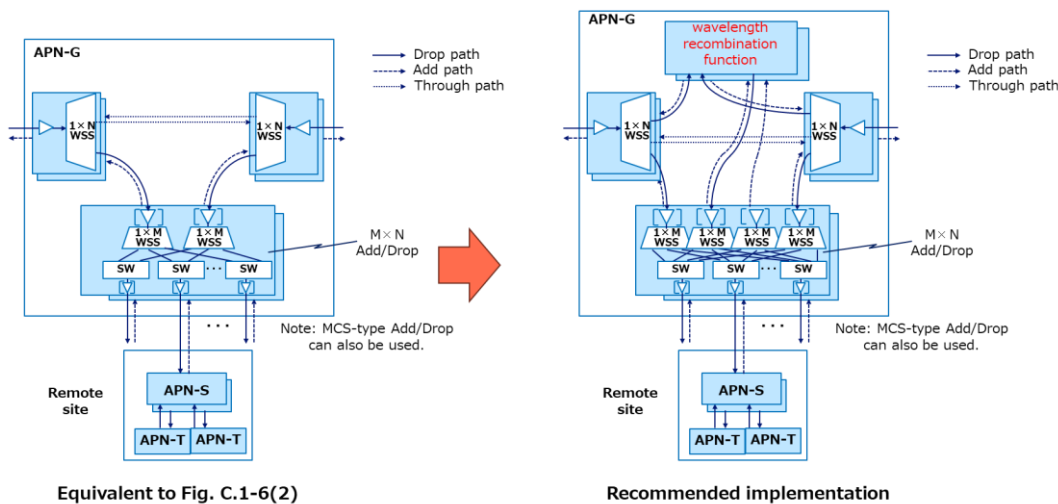 APN-G
Drop path
Add path
Through path
1×N
WSS
1×N
WSS
1×M
WSS
1×M
WSS
SW
SW
...
SW
M×N
Add/Drop
...
Note: MCS-type Add/Drop
can also be used.
Remote
site
APN-S
APN-T
APN-T
Equivalent to Fig. C.1-6(2)
APN-G
wavelength
recombination
function
Drop path
Add path
Through path
1×N
WSS
1×N
WSS
1×M
WSS
1×M
WSS
1×M
WSS
1×M
WSS
SW
SW
...
SW
M×N
Add/Drop
...
Note: MCS-type Add/Drop
can also be used.
Remote
site
APN-S
APN-T
APN-T
Recommended implementation